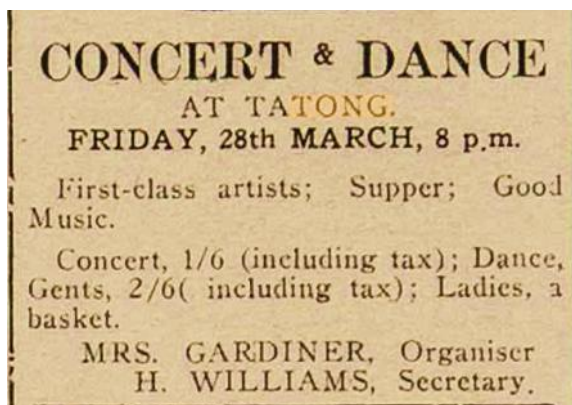 CONCERT & DANCE
AT TATONG.
FRIDAY, 28th MARCH, 8 p.m.
First-class artists; Supper; Good
Music.
Concert, 1/6 (including tax); Dance,
Gents, 2/6( including tax); Ladies, a
basket.
MRS. GARDINER, Organiser
H. WILLIAMS, Secretary.